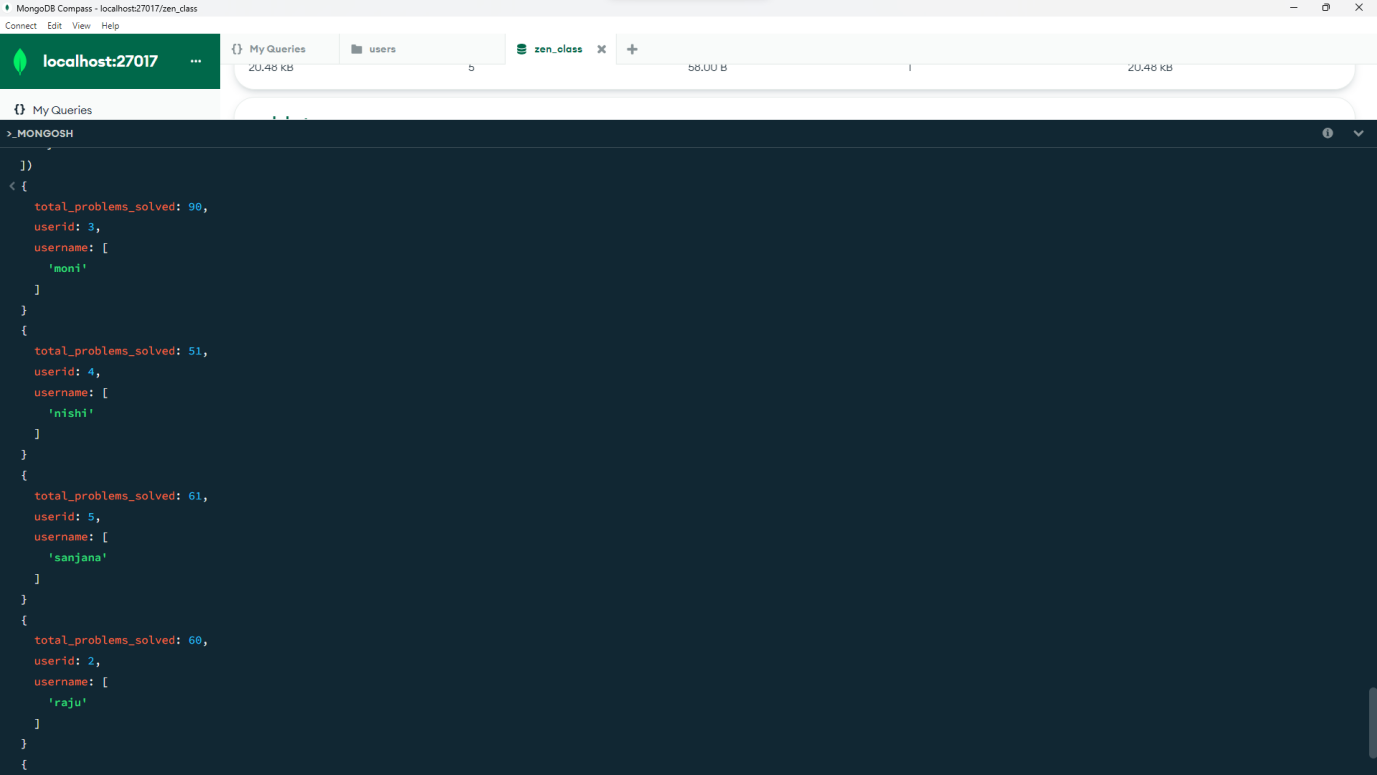 MongoDB Compass - localhost:27017/zen_class
Connect Edit View Help
localhost:27017 ...
{} My Queries users zen_class
20.48 KB 5 58.00 B 1 20.48 KB
{} My Queries
>_MONGOSH
])
< {
total_problems_solved: 90,
userid: 3,
username: [
'moni'
]
}
{
total_problems_solved: 51,
userid: 4,
username: [
'nishi'
]
}
{
total_problems_solved: 61,
userid: 5,
username: [
'sanjana'
]
}
{
total_problems_solved: 60,
userid: 2,
username: [
'raju'
]
}
{